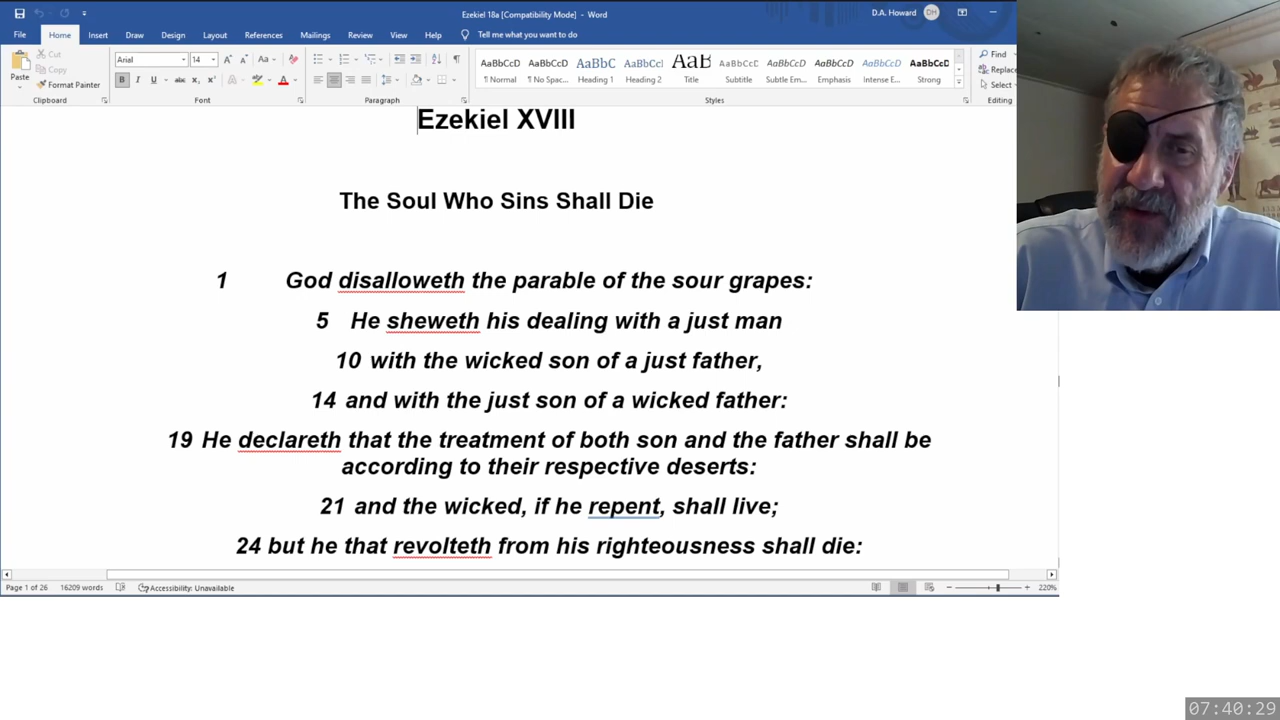 Ezekiel 18a [Compatibility Mode] - Word
D.A. Howard DH
File Home Insert Draw Design Layout References Mailings Review View Help Tell me what you want to do
Paste
Cut
Copy
Format Painter
Clipboard
Arial 14
Font
Paragraph
AaBbCcD AaBbCcD AaBbC AaBbCcl AaB AaBbCcD AaBbCcD AaBbCcD AaBbCcD AaBbCcD
¶ Normal ¶ No Spac... Heading 1 Heading 2 Title Subtitle Subtle Em... Emphasis Intense E... Strong
Styles
Find
Replace
Select
Editing
Ezekiel XVIII
The Soul Who Sins Shall Die
1 God disalloweth the parable of the sour grapes:
5 He sheweth his dealing with a just man
10 with the wicked son of a just father,
14 and with the just son of a wicked father:
19 He declareth that the treatment of both son and the father shall be
according to their respective deserts:
21 and the wicked, if he repent, shall live;
24 but he that revolteth from his righteousness shall die:
Page 1 of 26 16209 words Accessibility: Unavailable 220%
07:40:29